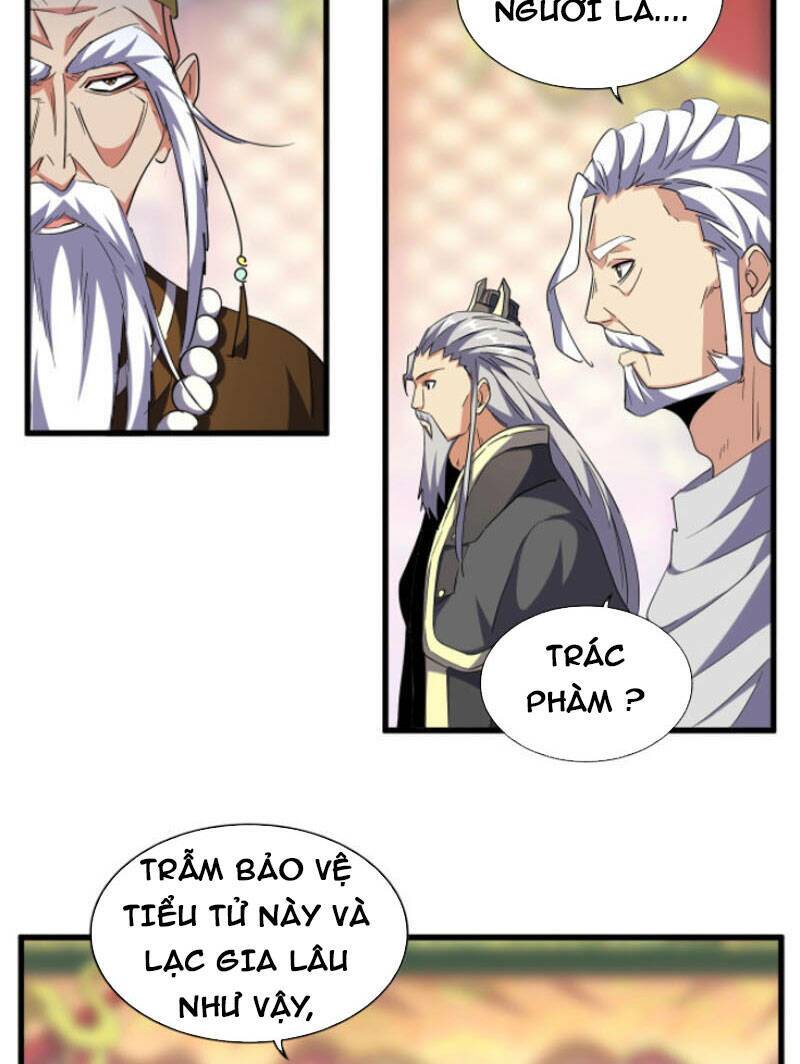 NGƯƠI LÀ....
TRÁC
PHÀM ?
TRẪM BẢO VỆ
TIỂU TỬ NÀY VÀ
LẠC GIA LÂU
NHƯ VẬY,